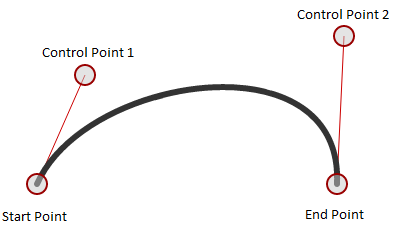 Control Point 2
Control Point 1
Start Point
End Point